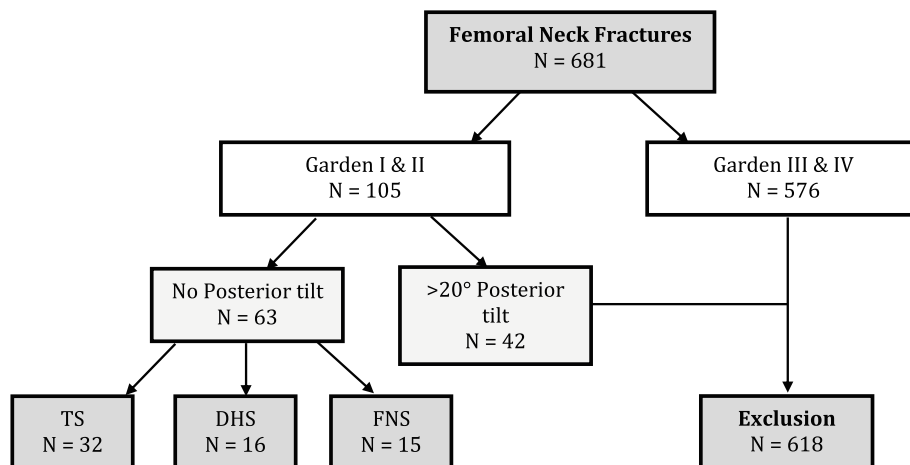 Femoral Neck Fractures
N = 681
Garden I & II
N = 105
Garden III & IV
N = 576
No Posterior tilt
N = 63
>20° Posterior
tilt
N = 42
TS
N = 32
DHS
N = 16
FNS
N = 15
Exclusion
N = 618